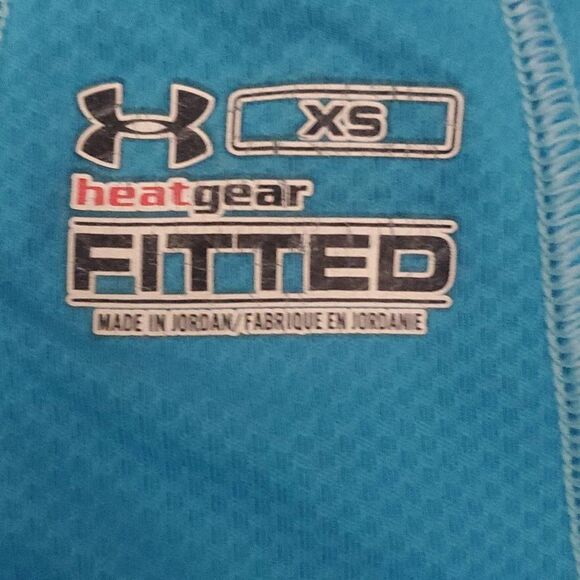 XS
heatgear
FITTED
MADE IN JORDAN/FABRIQUE EN JORDANIE